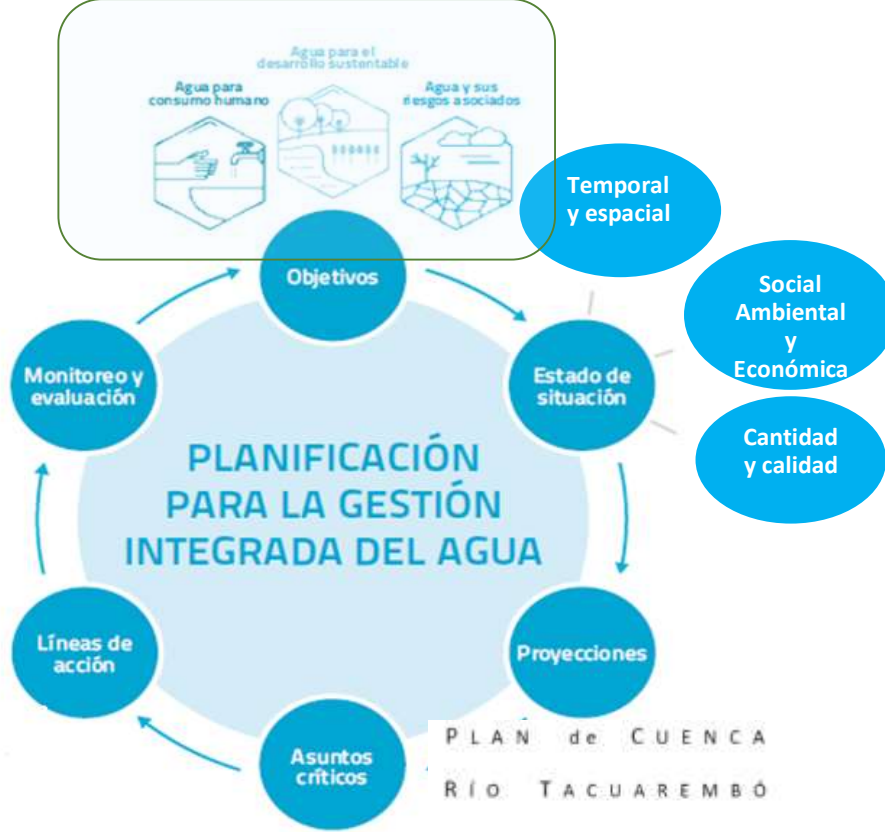 Agua para el
desarrollo sustentable
Agua para
consumo humano
Agua y sus
riesgos asociados
Temporal
y espacial
Objetivos
Social
Ambiental
y
Económica
Monitoreo y
evaluación
Estado de
situación
Cantidad
y calidad
PLANIFICACIÓN
PARA LA GESTIÓN
INTEGRADA DEL AGUA
Líneas de
acción
Proyecciones
Asuntos
críticos
PLAN de CUENCA
RÍO TACUAREMBÓ